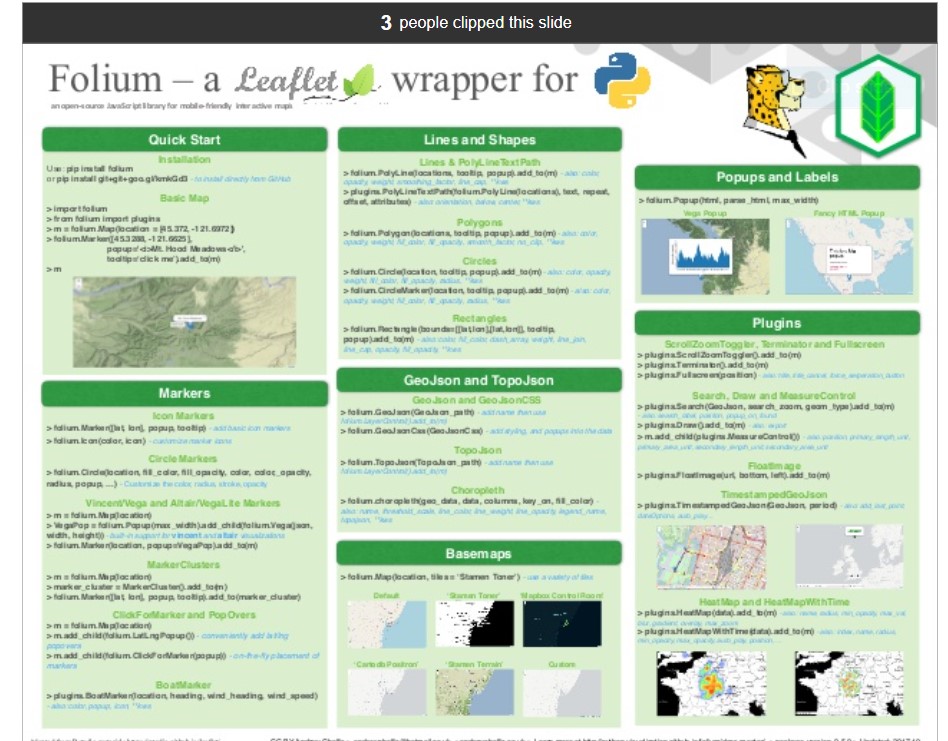 3 people clipped this slide
Folium – a Leaflet wrapper for
an open-source JavaScript library for mobile-friendly interactive maps
Quick Start
Installation
Use: pip install folium
or pip install git+git+goo.gl/kmkGd3 - to install directly from GitHub
Basic Map
> import folium
> from folium import plugins
> m = folium.Map(location = [45.372, -121.6972])
> folium.Marker([45.3288, -121.6625],
tooltip='click me').add_to(m)
> m
Markers
Icon Markers
> folium.Marker([lat, lon], popup, tooltip) - add basic icon markers
> folium.Icon(color, icon) - customize marker icons
CircleMarkers
> folium.Circle(location, fill_color, fill_opacity, color, color_opacity,
radius, popup, ....) - Customize the color, radius, stroke, opacity
Vincent/Vega and Altair/VegaLite Markers
> m = folium.Map(location)
> VegaPop = folium.Popup(max_width).add_child(folium.Vega(json,
width, height)) - built-in support for vincent and altair visualizations
> folium.Marker(location, popup=VegaPop).add_to(m)
MarkerClusters
> m = folium.Map(location)
> marker_cluster = MarkerCluster().add_to(m)
> folium.Marker([lat, lon], popup, tooltip).add_to(marker_cluster)
ClickForMarker and PopOvers
> m = folium.Map(location)
> m.add_child(folium.LatLngPopup()) - conveniently add lat/lng
popovers
> m.add_child(folium.ClickForMarker(popup)) - on-the-fly placement of
markers
BoatMarker
> plugins.BoatMarker(location, heading, wind_heading, wind_speed)
- also: color, popup, icon, **kws
Lines and Shapes
Lines & PolyLineTextPath
> folium.PolyLine(locations, tooltip, popup).add_to(m) - also: color,
opacity, weight, smoothing_factor, line_cap, **kws
> plugins.PolyLineTextPath(folium.PolyLine(locations), text, repeat,
offset, attributes) - also: orientation, below, center, **kws
Polygons
> folium.Polygon(locations, tooltip, popup).add_to(m) - also: color,
opacity, weight, fill_color, fill_opacity, smooth_factor, no_clip, **kws
Circles
> folium.Circle(location, tooltip, popup).add_to(m) - also: color, opacity,
weight, fill_color, fill_opacity, radius, **kws
> folium.CircleMarker(location, tooltip, popup).add_to(m) - also: color,
opacity, weight, fill_color, fill_opacity, radius, **kws
Rectangles
> folium.Rectangle(bounds=[[lat,lon],[lat,lon]], tooltip,
popup).add_to(m) - also: color, fill_color, dash_array, weight, line_join,
line_cap, opacity, fill_opacity, **kws
GeoJson and TopoJson
GeoJson and GeoJsonCSS
> folium.GeoJson(GeoJson_path) - add name then use
folium.LayerControl().add_to(m)
> folium.GeoJsonCss(GeoJsonCss) - add styling, and popups into the data
TopoJson
> folium.TopoJson(TopoJson_path) - add name then use
folium.LayerControl().add_to(m)
Choropleth
> folium.choropleth(geo_data, data, columns, key_on, fill_color) -
also: name, threshold_scale, line_color, line_weight, line_opacity, legend_name,
topojson, **kws
Basemaps
> folium.Map(location, tiles = 'Stamen Toner') - use a variety of tiles
Default 'Stamen Toner' 'Mapbox Control Room'
'CartoDB Positron' 'Stamen Terrain' Custom
Popups and Labels
> folium.Popup(html, parse_html, max_width)
Vega Popup Fancy HTML Popup
Plugins
ScrollZoomToggler, Terminator and Fullscreen
> plugins.ScrollZoomToggler().add_to(m)
> plugins.Terminator().add_to(m)
> plugins.Fullscreen(position) - also: title, title_cancel, force_seperation_button
Search, Draw and MeasureControl
> plugins.Search(GeoJson, search_zoom, geom_type).add_to(m)
- also: search_label, position, popup_on_found
> plugins.Draw().add_to(m) - also: export
> m.add_child(plugins.MeasureControl()) - also: position, primary_length_unit,
primary_area_unit, secondary_length_unit, secondary_area_unit
FloatImage
> plugins.FloatImage(url, bottom, left).add_to(m)
TimestampedGeoJson
> plugins.TimestampedGeoJson(GeoJson, period) - also: add_last_point,
dateOptions, auto_play...
HeatMap and HeatMapWithTime
> plugins.HeatMap(data).add_to(m) - also: name, radius, min_opacity, max_val,
blur, gradient, overlay, max_zoom
> plugins.HeatMapWithTime(data).add_to(m) - also: index, name, radius,
min_opacity, max_opacity, auto_play, position...